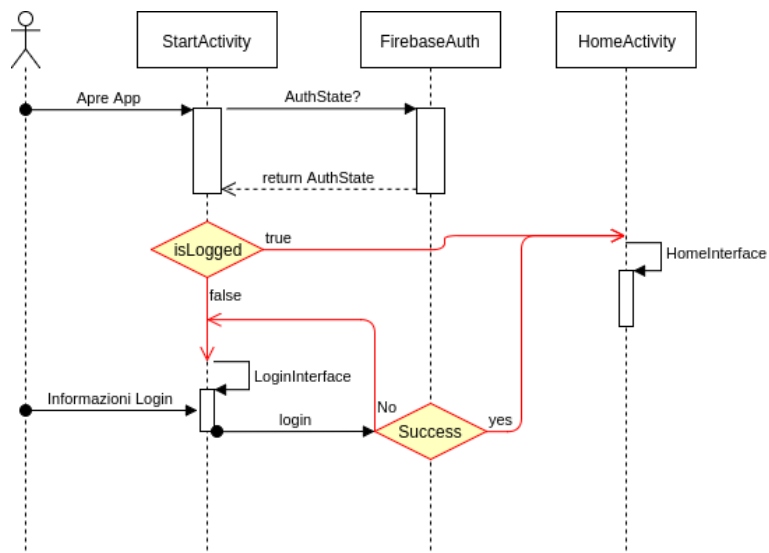 StartActivity
FirebaseAuth
HomeActivity
Apre App
AuthState?
return AuthState
isLogged
true
HomeInterface
false
LoginInterface
Informazioni Login
login
No
Success
yes